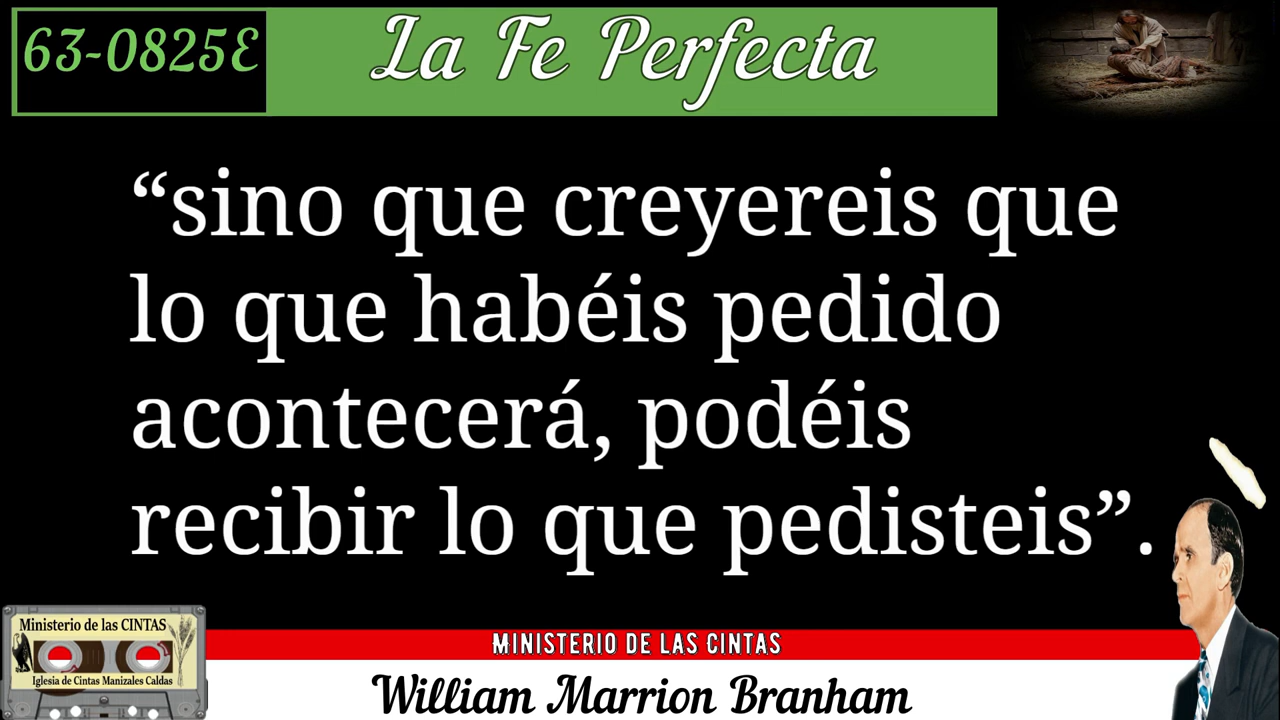 63-0825E
La Fe Perfecta
“sino que creyereis que
lo que habéis pedido
acontecerá, podéis
recibir lo que pedisteis”.
Ministerio de las CINTAS
Iglesia de Cintas Manizales Caldas
MINISTERIO DE LAS CINTAS
William Marrion Branham